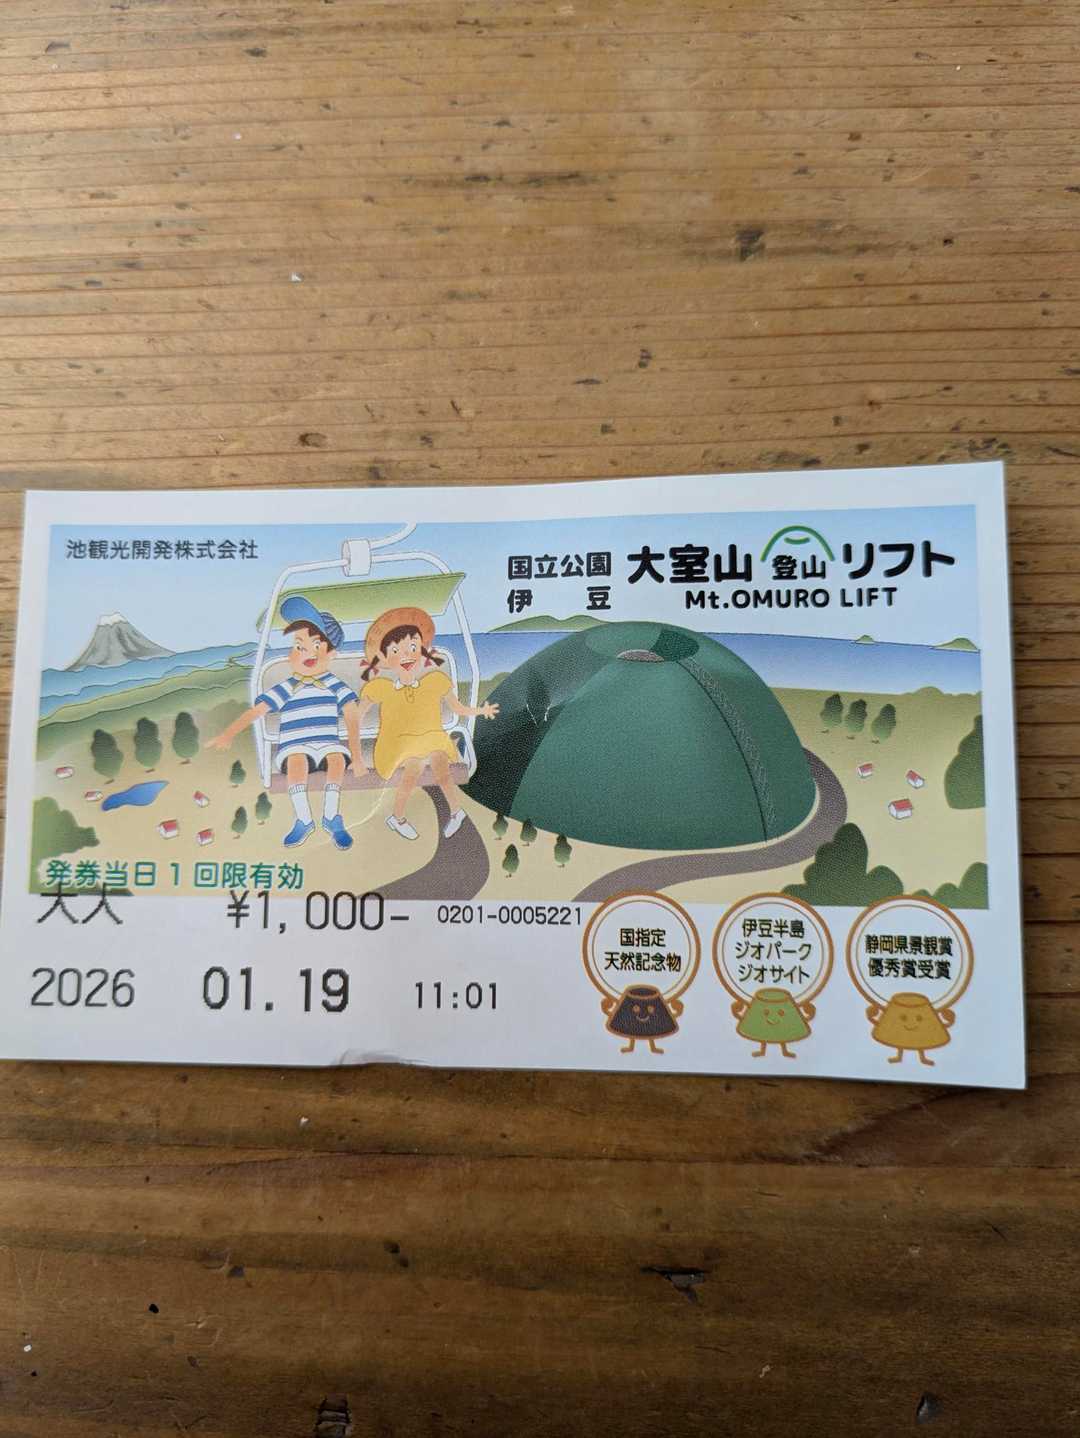 池観光開発株式会社
国立公園
伊豆
大室山 登山 リフト
Mt.OMURO LIFT
発券当日1回限有効
大人 ¥1,000- 0201-0005221
2026 01.19 11:01
国指定
天然記念物
伊豆半島
ジオパーク
ジオサイト
静岡県景観賞
優秀賞受賞